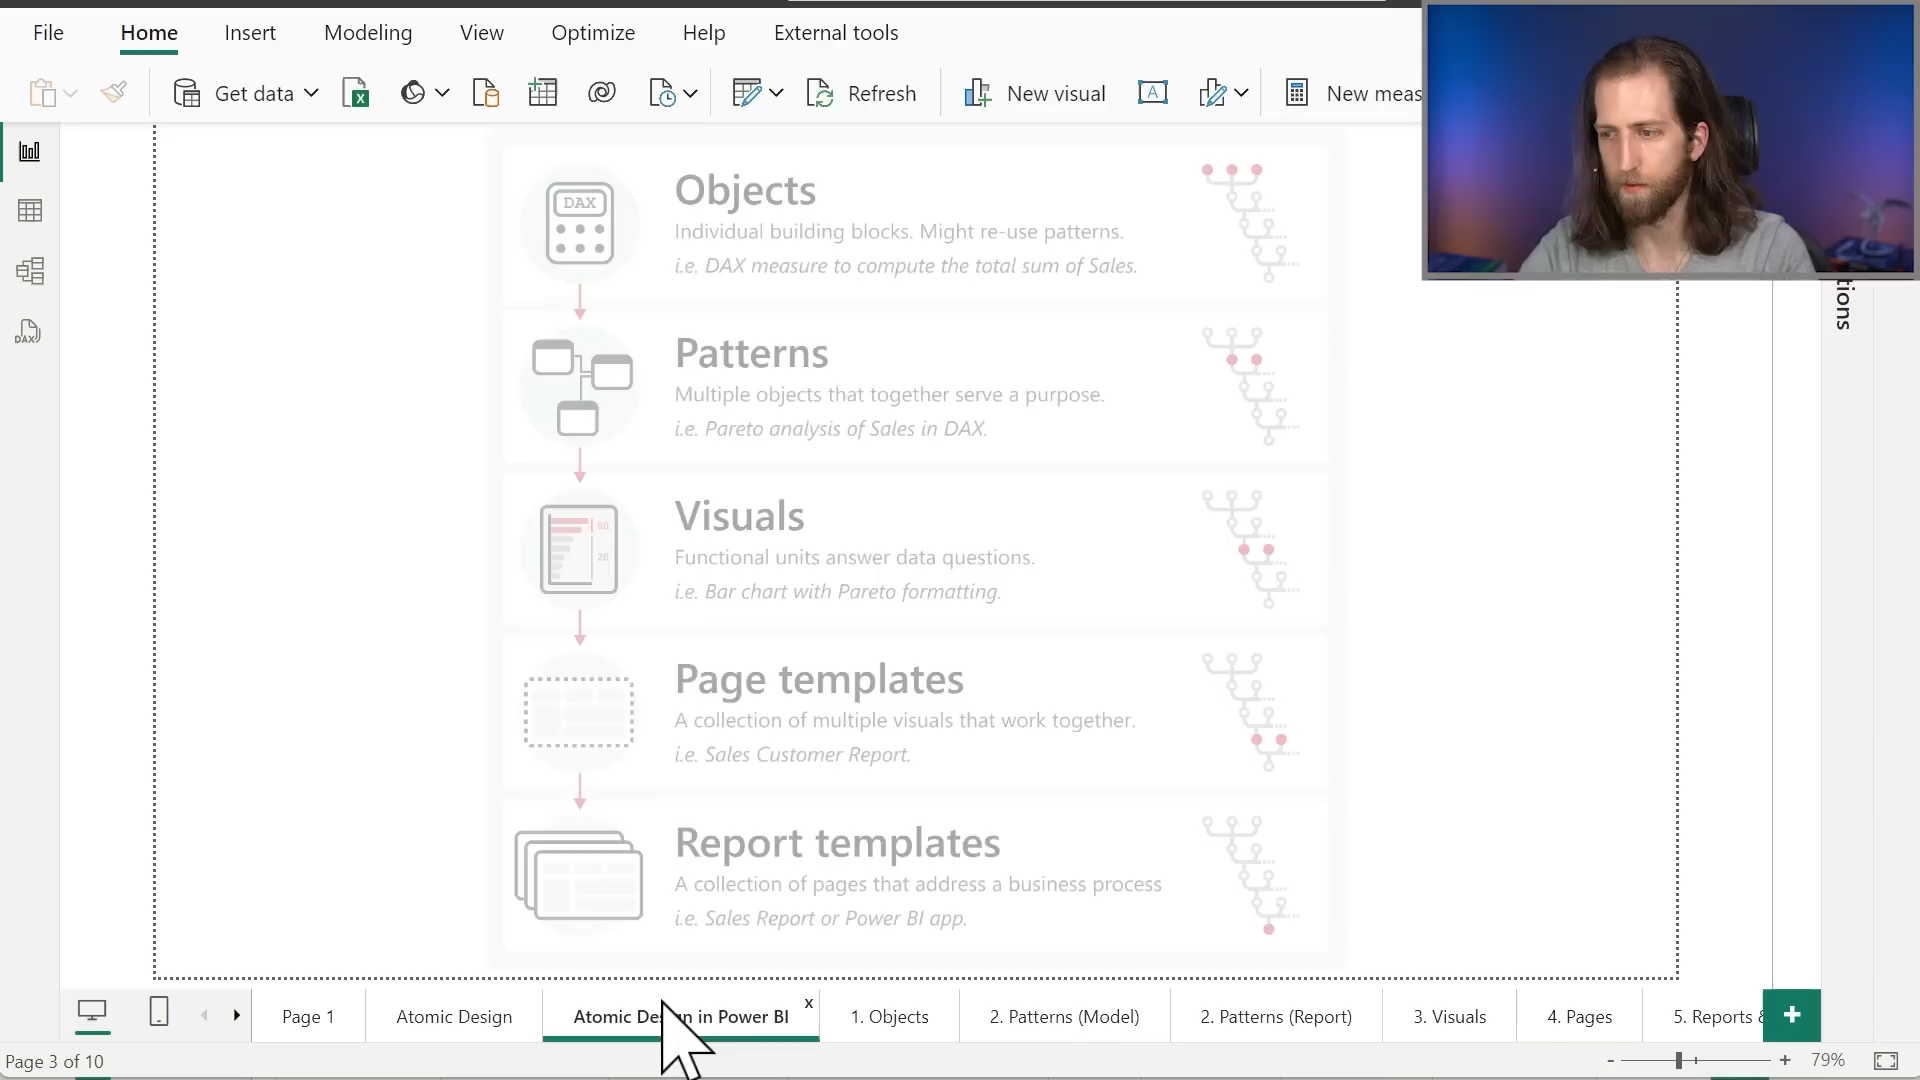 File Home Insert Modeling View Optimize Help External tools
Get data Refresh New visual A New meas
DAX
tions
DAX
Objects
Individual building blocks. Might re-use patterns.
i.e. DAX measure to compute the total sum of Sales.
Patterns
Multiple objects that together serve a purpose.
i.e. Pareto analysis of Sales in DAX.
Visuals
80
20
Functional units answer data questions.
i.e. Bar chart with Pareto formatting.
Page templates
A collection of multiple visuals that work together.
i.e. Sales Customer Report.
Report templates
A collection of pages that address a business process
i.e. Sales Report or Power BI app.
Page 1 Atomic Design Atomic De n in Power BI x 1. Objects 2. Patterns (Model) 2. Patterns (Report) 3. Visuals 4. Pages 5. Reports & +
Page 3 of 10 - + 79%